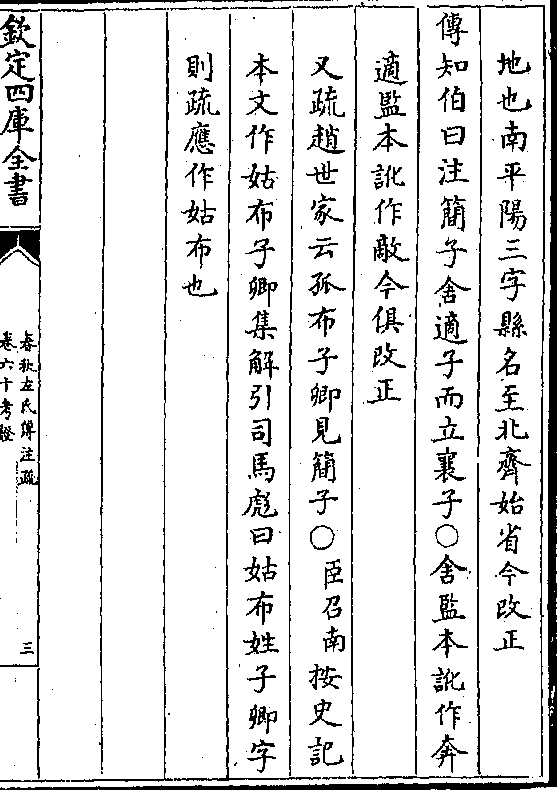 地也南平陽三字縣名至北齊始省今改正
傳知伯曰注簡子舍適子而立襄子○舍監本訛作奔
適監本訛作敵今俱改正
又疏趙世家云孤布子卿見簡子○臣召南按史記
本文作姑布子卿集解引司馬彪曰姑布姓子卿字
則疏應作姑布也
欽定四庫全書
春秋左氏傳注疏
卷六十考證
三